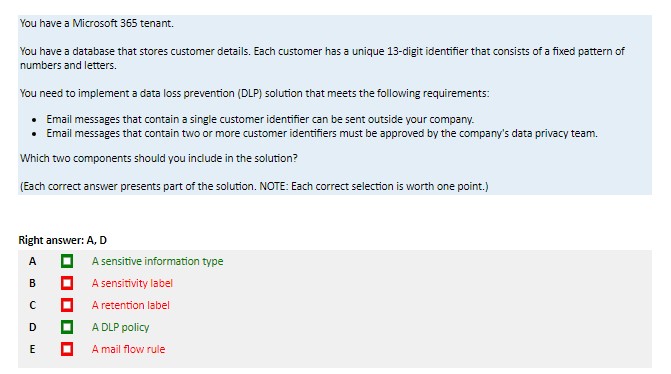 You have a Microsoft 365 tenant.
You have a database that stores customer details. Each customer has a unique 13-digit identifier that consists of a fixed pattern of
numbers and letters.
You need to implement a data loss prevention (DLP) solution that meets the following requirements:
• Email messages that contain a single customer identifier can be sent outside your company.
• Email messages that contain two or more customer identifiers must be approved by the company's data privacy team.
Which two components should you include in the solution?
(Each correct answer presents part of the solution. NOTE: Each correct selection is worth one point.)
Right answer: A, D
A A sensitive information type
B A sensitivity label
C A retention label
D A DLP policy
E A mail flow rule